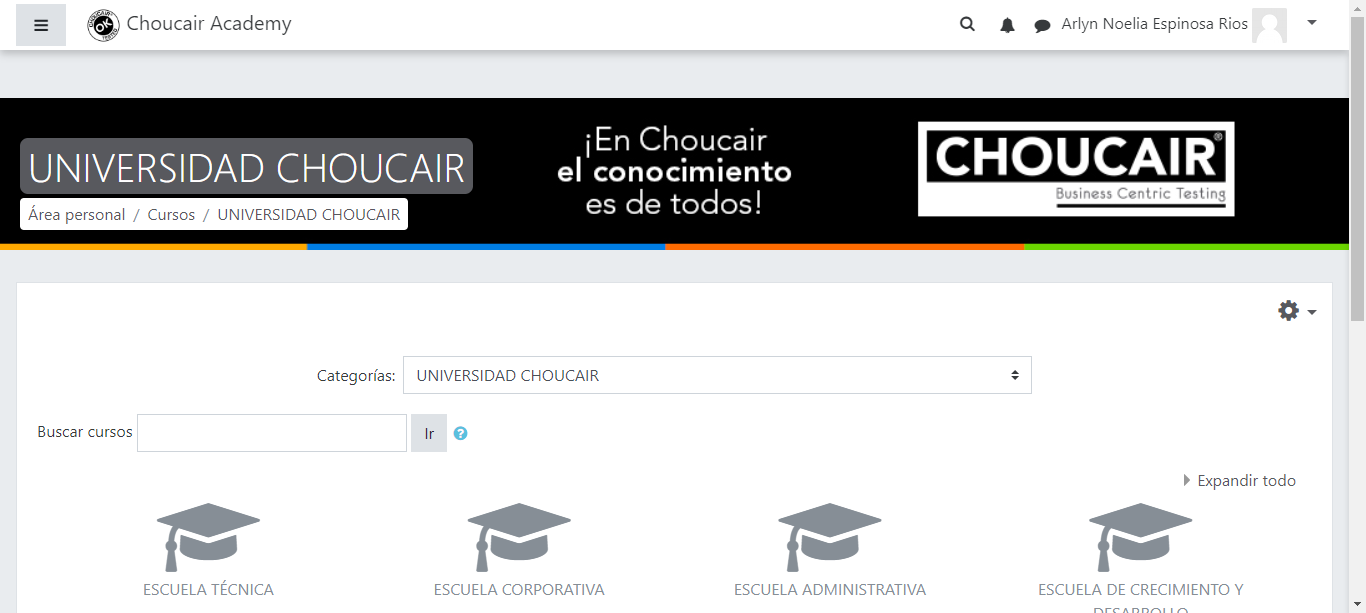 Choucair Academy
Arlyn Noelia Espinosa Rios
UNIVERSIDAD CHOUCAIR
Área personal / Cursos / UNIVERSIDAD CHOUCAIR
¡En Choucair
el conocimiento
es de todos!
CHOUCAIR®
Business Centric Testing
Categorías: UNIVERSIDAD CHOUCAIR
Buscar cursos Ir ?
Expandir todo
ESCUELA TÉCNICA
ESCUELA CORPORATIVA
ESCUELA ADMINISTRATIVA
ESCUELA DE CRECIMIENTO Y
DESARROLLO